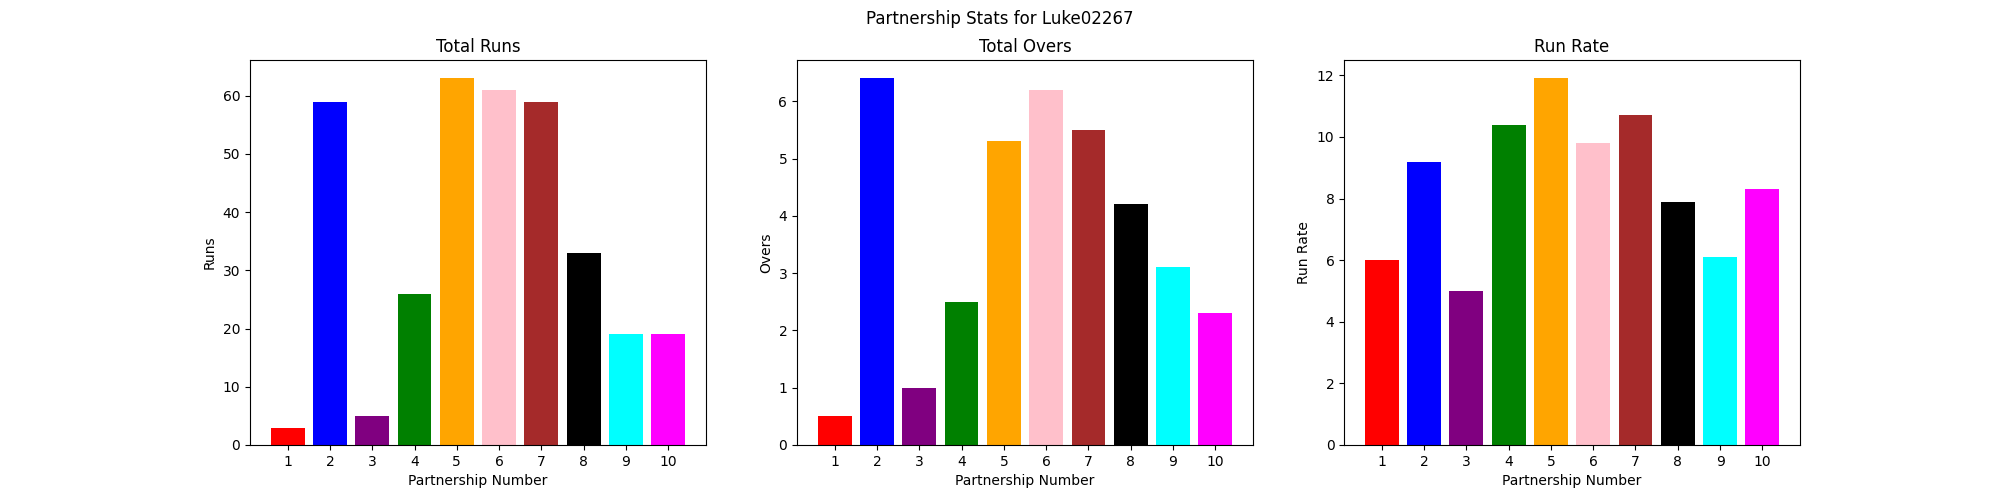 Partnership Stats for Luke02267
Total Runs
Runs
60
50
40
30
20
10
0
1 2 3 4 5 6 7 8 9 10
Partnership Number
Total Overs
Overs
6
5
4
3
2
1
0
1 2 3 4 5 6 7 8 9 10
Partnership Number
Run Rate
Run Rate
12
10
8
6
4
2
0
1 2 3 4 5 6 7 8 9 10
Partnership Number